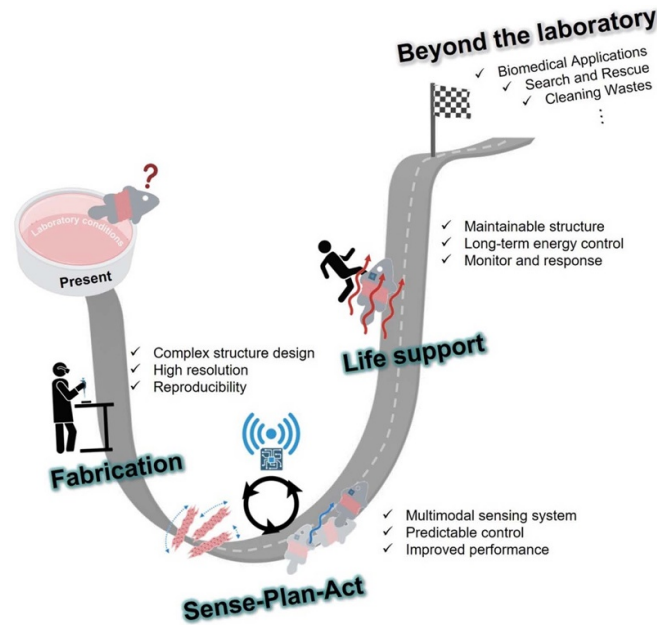 Beyond the laboratory
✓ Biomedical Applications
✓ Search and Rescue
✓ Cleaning Wastes
⋮
?
Laboratory conditions
Present
✓ Maintainable structure
✓ Long-term energy control
✓ Monitor and response
Life support
✓ Complex structure design
✓ High resolution
✓ Reproducibility
Fabrication
✓ Multimodal sensing system
✓ Predictable control
✓ Improved performance
Sense-Plan-Act